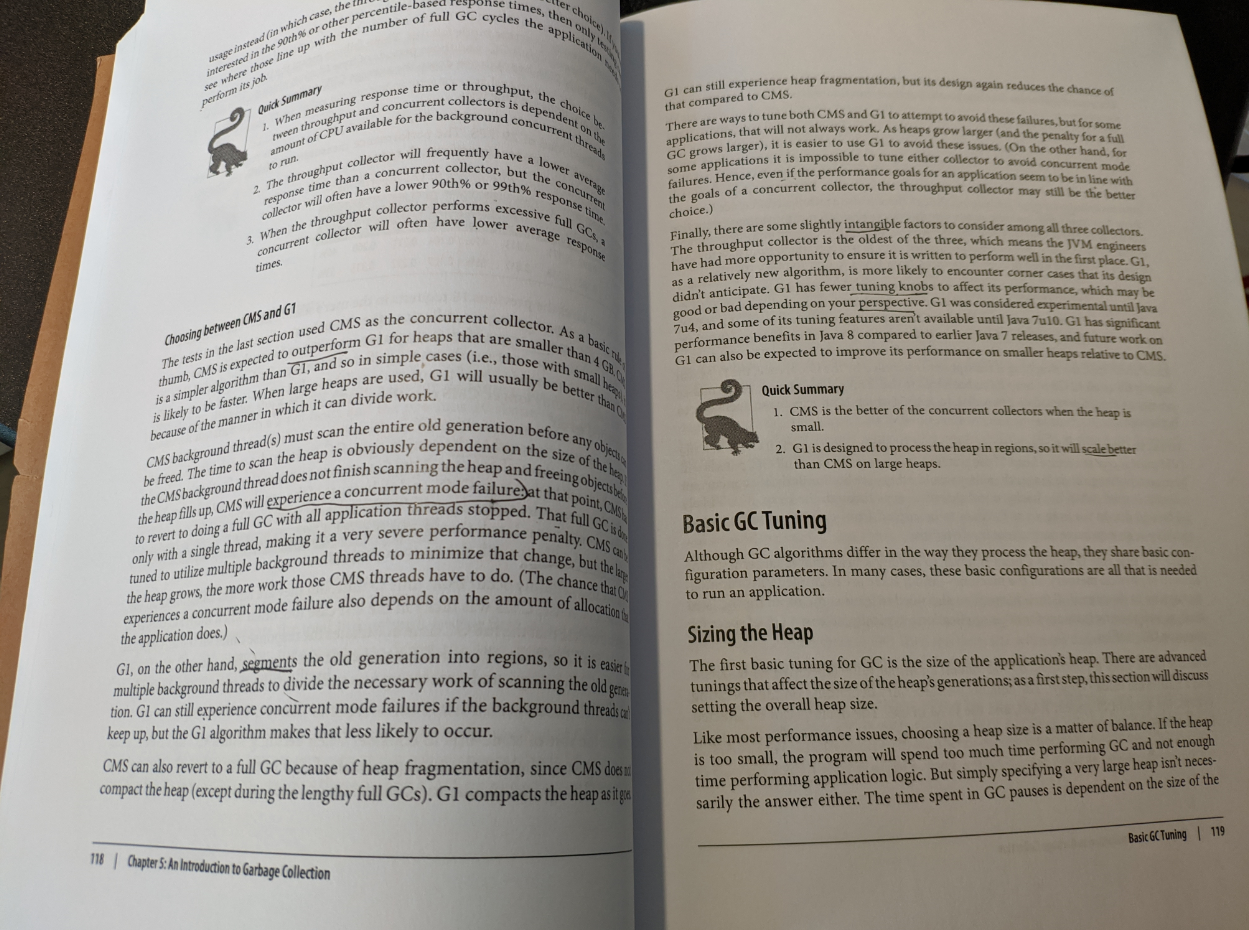 usage instead (in which case, the
interested in the 90th% or other percentile-based response times, then only
see where those line up with the number of full GC cycles the application
perform its job.
Quick Summary
1. When measuring response time or throughput, the choice be‐
tween throughput and concurrent collectors is dependent on the
amount of CPU available for the background concurrent threads
to run.
2. The throughput collector will frequently have a lower average
response time than a concurrent collector, but the concurrent
collector will often have a lower 90th% or 99th% response time.
3. When the throughput collector performs excessive full GCs, a
concurrent collector will often have lower average response
times.
Choosing between CMS and G1
The tests in the last section used CMS as the concurrent collector. As a basic
thumb, CMS is expected to outperform G1 for heaps that are smaller than 4 GB.
is a simpler algorithm than G1, and so in simple cases (i.e., those with small
is likely to be faster. When large heaps are used, G1 will usually be better than
because of the manner in which it can divide work.
CMS background thread(s) must scan the entire old generation before any objects
be freed. The time to scan the heap is obviously dependent on the size of the heap.
the CMS background thread does not finish scanning the heap and freeing objects
the heap fills up, CMS will experience a concurrent mode failure: at that point, CMS
to revert to doing a full GC with all application threads stopped. That full GC is
only with a single thread, making it a very severe performance penalty. CMS can
tuned to utilize multiple background threads to minimize that change, but the
the heap grows, the more work those CMS threads have to do. (The chance that
experiences a concurrent mode failure also depends on the amount of allocation
the application does.)
G1, on the other hand, segments the old generation into regions, so it is easier
multiple background threads to divide the necessary work of scanning the old
tion. G1 can still experience concurrent mode failures if the background threads
keep up, but the G1 algorithm makes that less likely to occur.
CMS can also revert to a full GC because of heap fragmentation, since CMS does
compact the heap (except during the lengthy full GCs). G1 compacts the heap as it
118 | Chapter 5: An Introduction to Garbage Collection
G1 can still experience heap fragmentation, but its design again reduces the chance of
that compared to CMS.
There are ways to tune both CMS and G1 to attempt to avoid these failures, but for some
applications, that will not always work. As heaps grow larger (and the penalty for a full
GC grows larger), it is easier to use G1 to avoid these issues. (On the other hand, for
some applications it is impossible to tune either collector to avoid concurrent mode
failures. Hence, even if the performance goals for an application seem to be in line with
the goals of a concurrent collector, the throughput collector may still be the better
choice.)
Finally, there are some slightly intangible factors to consider among all three collectors.
The throughput collector is the oldest of the three, which means the JVM engineers
have had more opportunity to ensure it is written to perform well in the first place. G1,
as a relatively new algorithm, is more likely to encounter corner cases that its design
didn't anticipate. G1 has fewer tuning knobs to affect its performance, which may be
good or bad depending on your perspective. G1 was considered experimental until Java
7u4, and some of its tuning features aren't available until Java 7u10. G1 has significant
performance benefits in Java 8 compared to earlier Java 7 releases, and future work on
G1 can also be expected to improve its performance on smaller heaps relative to CMS.
Quick Summary
1. CMS is the better of the concurrent collectors when the heap is
small.
2. G1 is designed to process the heap in regions, so it will scale better
than CMS on large heaps.
Basic GC Tuning
Although GC algorithms differ in the way they process the heap, they share basic con‐
figuration parameters. In many cases, these basic configurations are all that is needed
to run an application.
Sizing the Heap
The first basic tuning for GC is the size of the application's heap. There are advanced
tunings that affect the size of the heap's generations; as a first step, this section will discuss
setting the overall heap size.
Like most performance issues, choosing a heap size is a matter of balance. If the heap
is too small, the program will spend too much time performing GC and not enough
time performing application logic. But simply specifying a very large heap isn't neces‐
sarily the answer either. The time spent in GC pauses is dependent on the size of the
Basic GC Tuning | 119